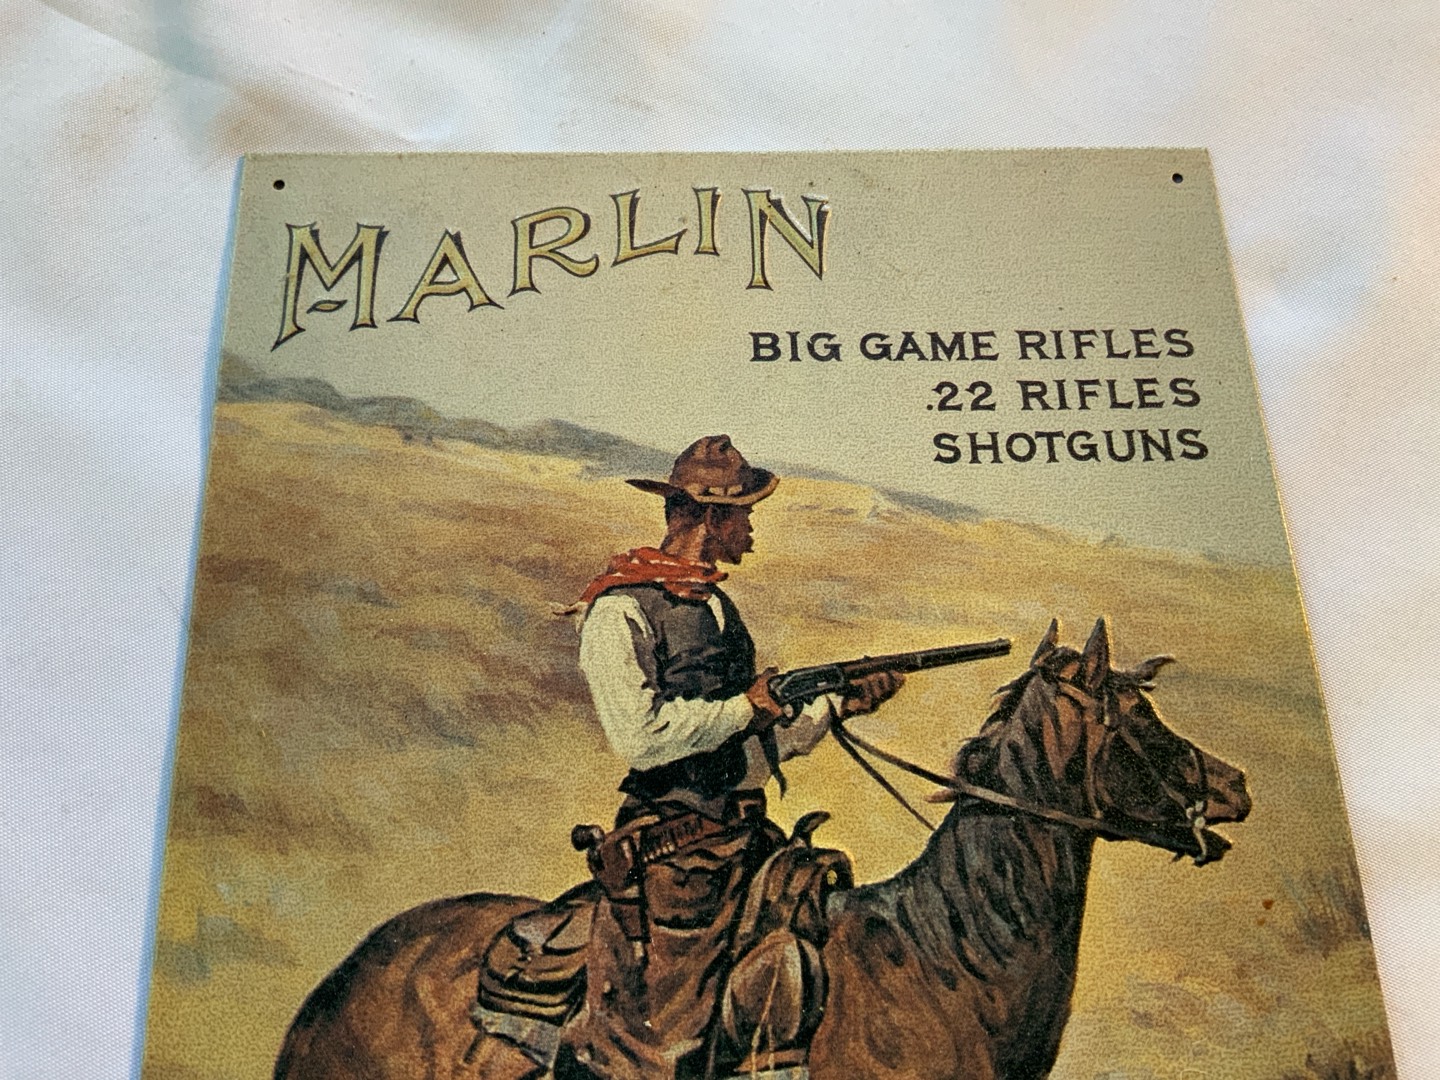 MARLIN
BIG GAME RIFLES
.22 RIFLES
SHOTGUNS